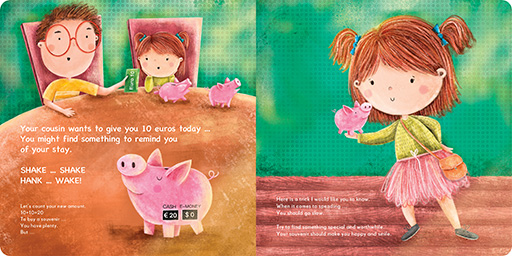 Your cousin wants to give you 10 euros today ...
You might find something to remind you
of your stay.
SHAKE ... SHAKE
HANK ... WAKE!
Let's count your new amount.
10+10=20
To buy a souvenir ...
You have plenty.
But ...
CASH E-MONEY
€20 $0
Here is a trick I would like you to know.
When it comes to spending,
You should go slow.
Try to find something special and worthwhile.
Your souvenir should make you happy and smile.